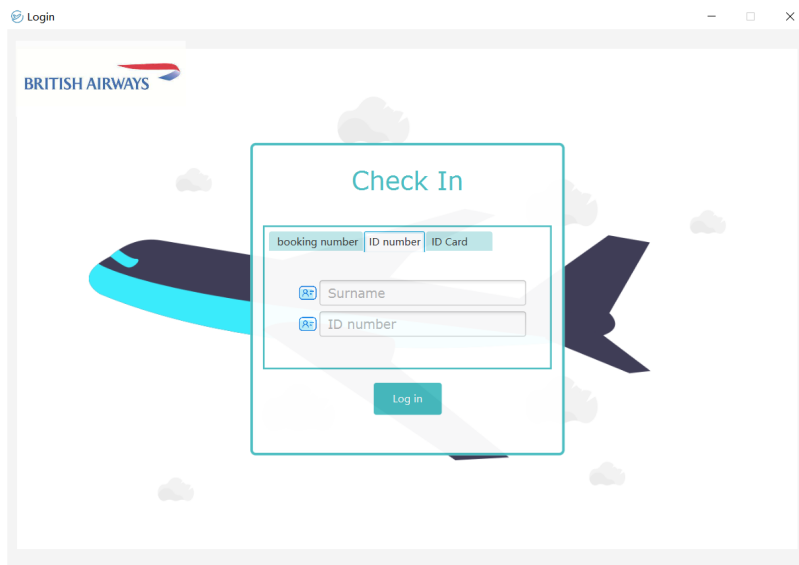 Login
BRITISH AIRWAYS
Check In
booking number ID number ID Card
Surname
ID number
Log in